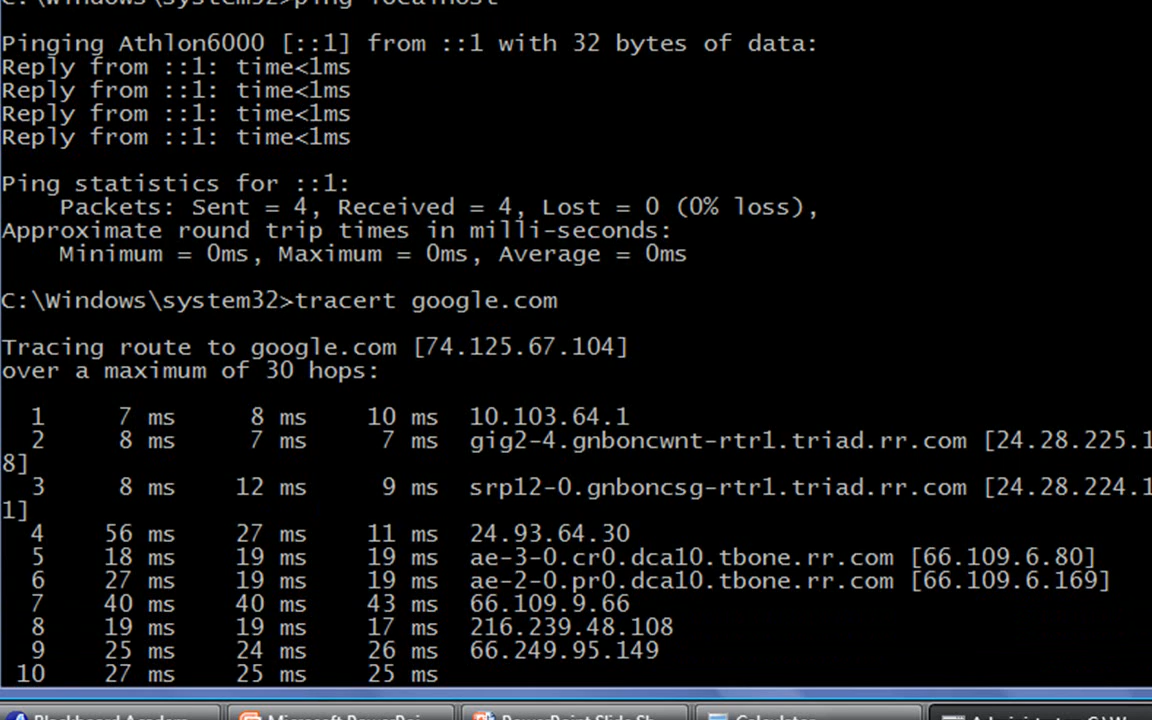 C:\Windows\system32>ping localhost
Pinging Athlon6000 [::1] from ::1 with 32 bytes of data:
Reply from ::1: time<1ms
Reply from ::1: time<1ms
Reply from ::1: time<1ms
Reply from ::1: time<1ms
Ping statistics for ::1:
Packets: Sent = 4, Received = 4, Lost = 0 (0% loss),
Approximate round trip times in milli-seconds:
Minimum = 0ms, Maximum = 0ms, Average = 0ms
C:\Windows\system32>tracert google.com
Tracing route to google.com [74.125.67.104]
over a maximum of 30 hops:
1 7 ms 8 ms 10 ms 10.103.64.1
2 8 ms 7 ms 7 ms gig2-4.gnboncwnt-rtr1.triad.rr.com [24.28.225.1
8]
3 8 ms 12 ms 9 ms srp12-0.gnboncsg-rtr1.triad.rr.com [24.28.224.1
1]
4 56 ms 27 ms 11 ms 24.93.64.30
5 18 ms 19 ms 19 ms ae-3-0.cr0.dca10.tbone.rr.com [66.109.6.80]
6 27 ms 19 ms 19 ms ae-2-0.pr0.dca10.tbone.rr.com [66.109.6.169]
7 40 ms 40 ms 43 ms 66.109.9.66
8 19 ms 19 ms 17 ms 216.239.48.108
9 25 ms 24 ms 26 ms 66.249.95.149
10 27 ms 25 ms 25 ms
Microsoft PowerPoi
PowerPoint Slide Sh
Calculator